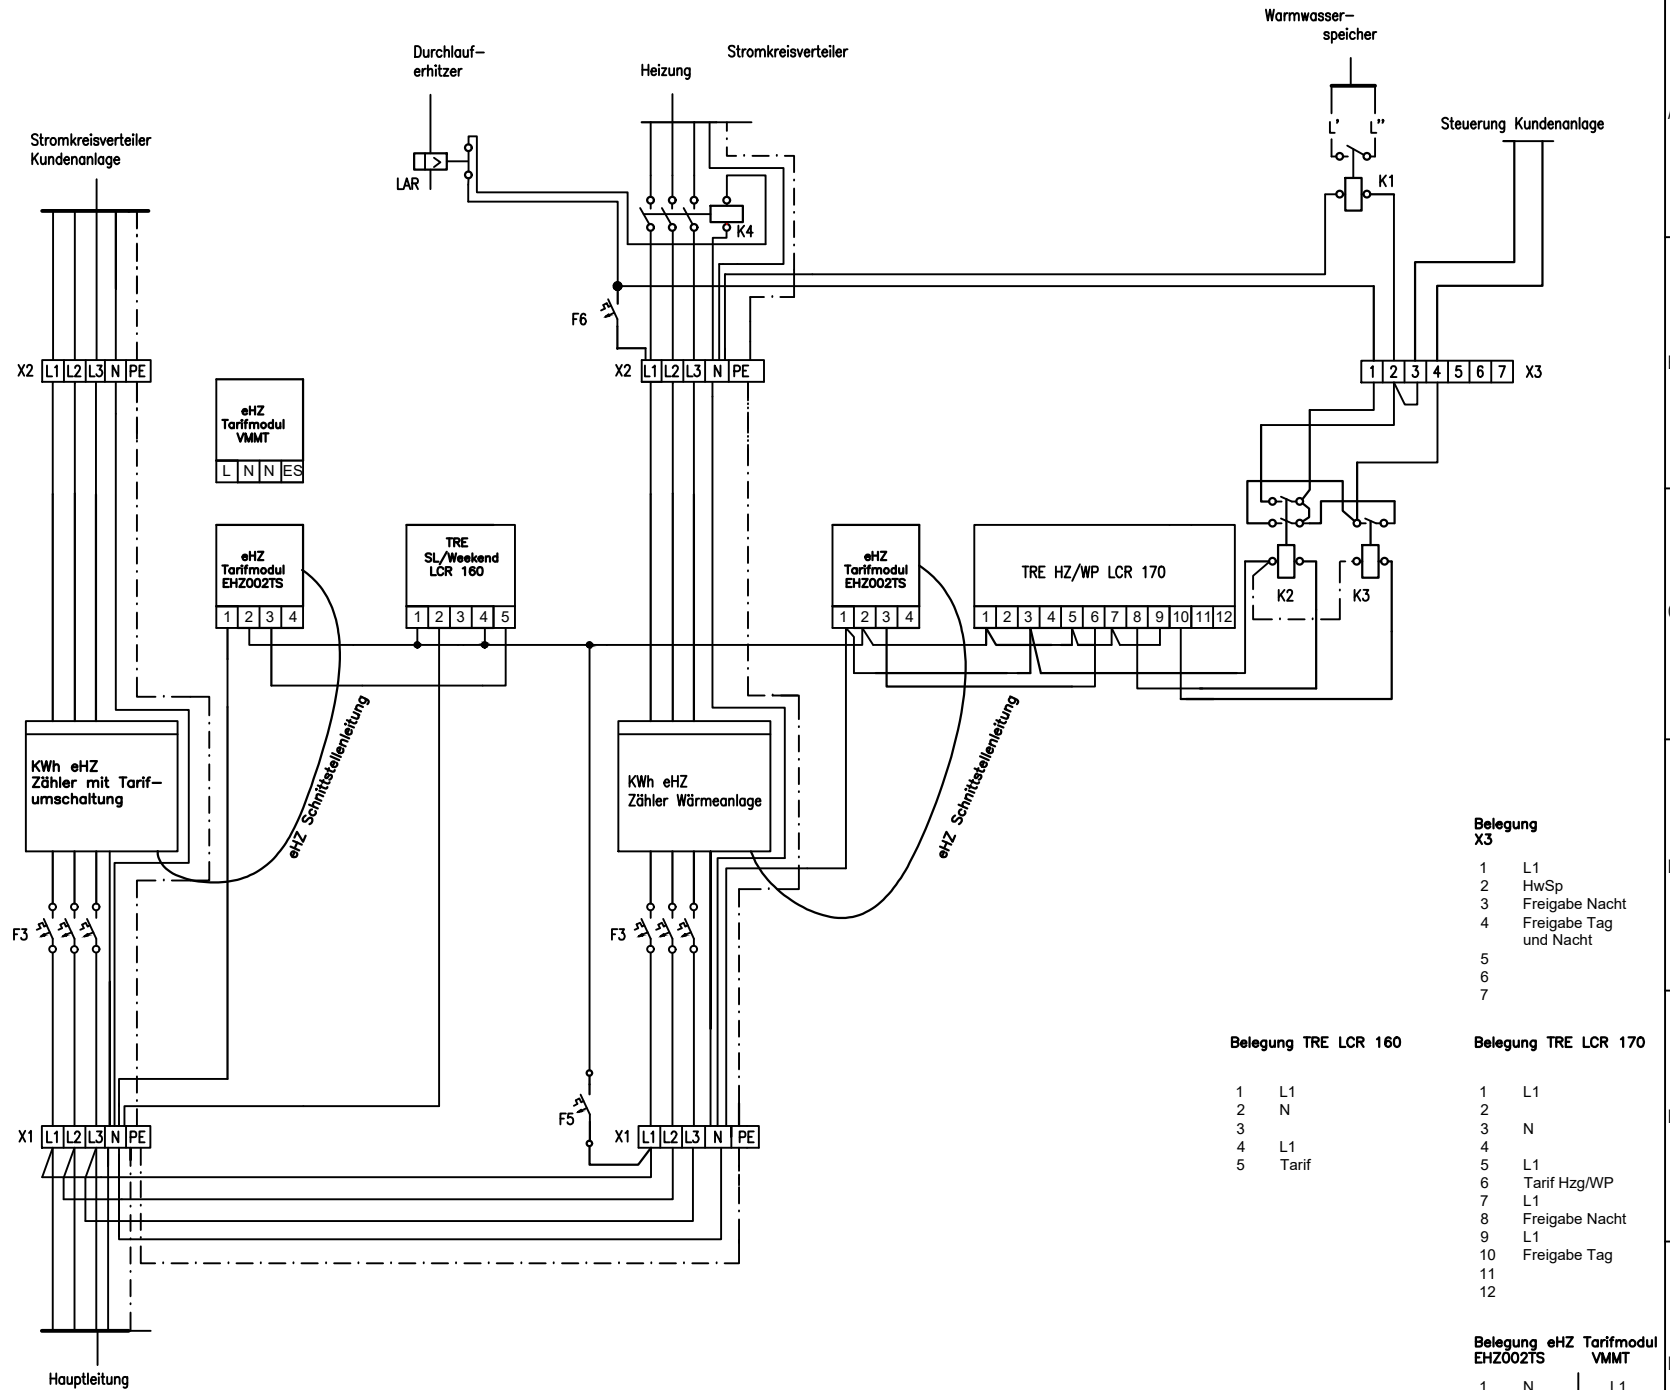 Warmwasser-
speicher
Durchlauf-
erhitzer
Stromkreisverteiler
Heizung
L' L''
Steuerung Kundenanlage
Stromkreisverteiler
Kundenanlage
LAR
K1
K4
F6
X2 L1 L2 L3 N PE
X2 L1 L2 L3 N PE
1 2 3 4 5 6 7 X3
eHZ
Tarifmodul
VMMT
L N N ES
eHZ
Tarifmodul
EHZ002TS
1 2 3 4
TRE
SL/Weekend
LCR 160
1 2 3 4 5
eHZ
Tarifmodul
EHZ002TS
1 2 3 4
TRE HZ/WP LCR 170
1 2 3 4 5 6 7 8 9 10 11 12
K2 K3
eHZ Schnittstellenleitung
eHZ Schnittstellenleitung
KWh eHZ
Zähler mit Tarif-
umschaltung
KWh eHZ
Zähler Wärmeanlage
F3
F3
F5
X1 L1 L2 L3 N PE
X1 L1 L2 L3 N PE
Hauptleitung
Belegung
X3
1 L1
2 HwSp
3 Freigabe Nacht
4 Freigabe Tag
und Nacht
5
6
7
Belegung TRE LCR 160
1 L1
2 N
3
4 L1
5 Tarif
Belegung TRE LCR 170
1 L1
2
3 N
4
5 L1
6 Tarif Hzg/WP
7 L1
8 Freigabe Nacht
9 L1
10 Freigabe Tag
11
12
Belegung eHZ Tarifmodul
EHZ002TS VMMT
1 N L1